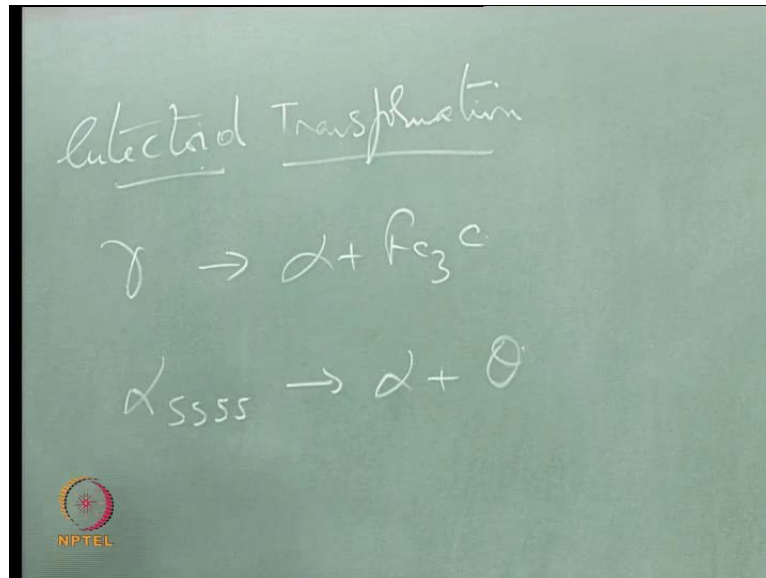 Eutectoid Transformation
γ → α + Fe₃C
αssss → α + θ
NPTEL